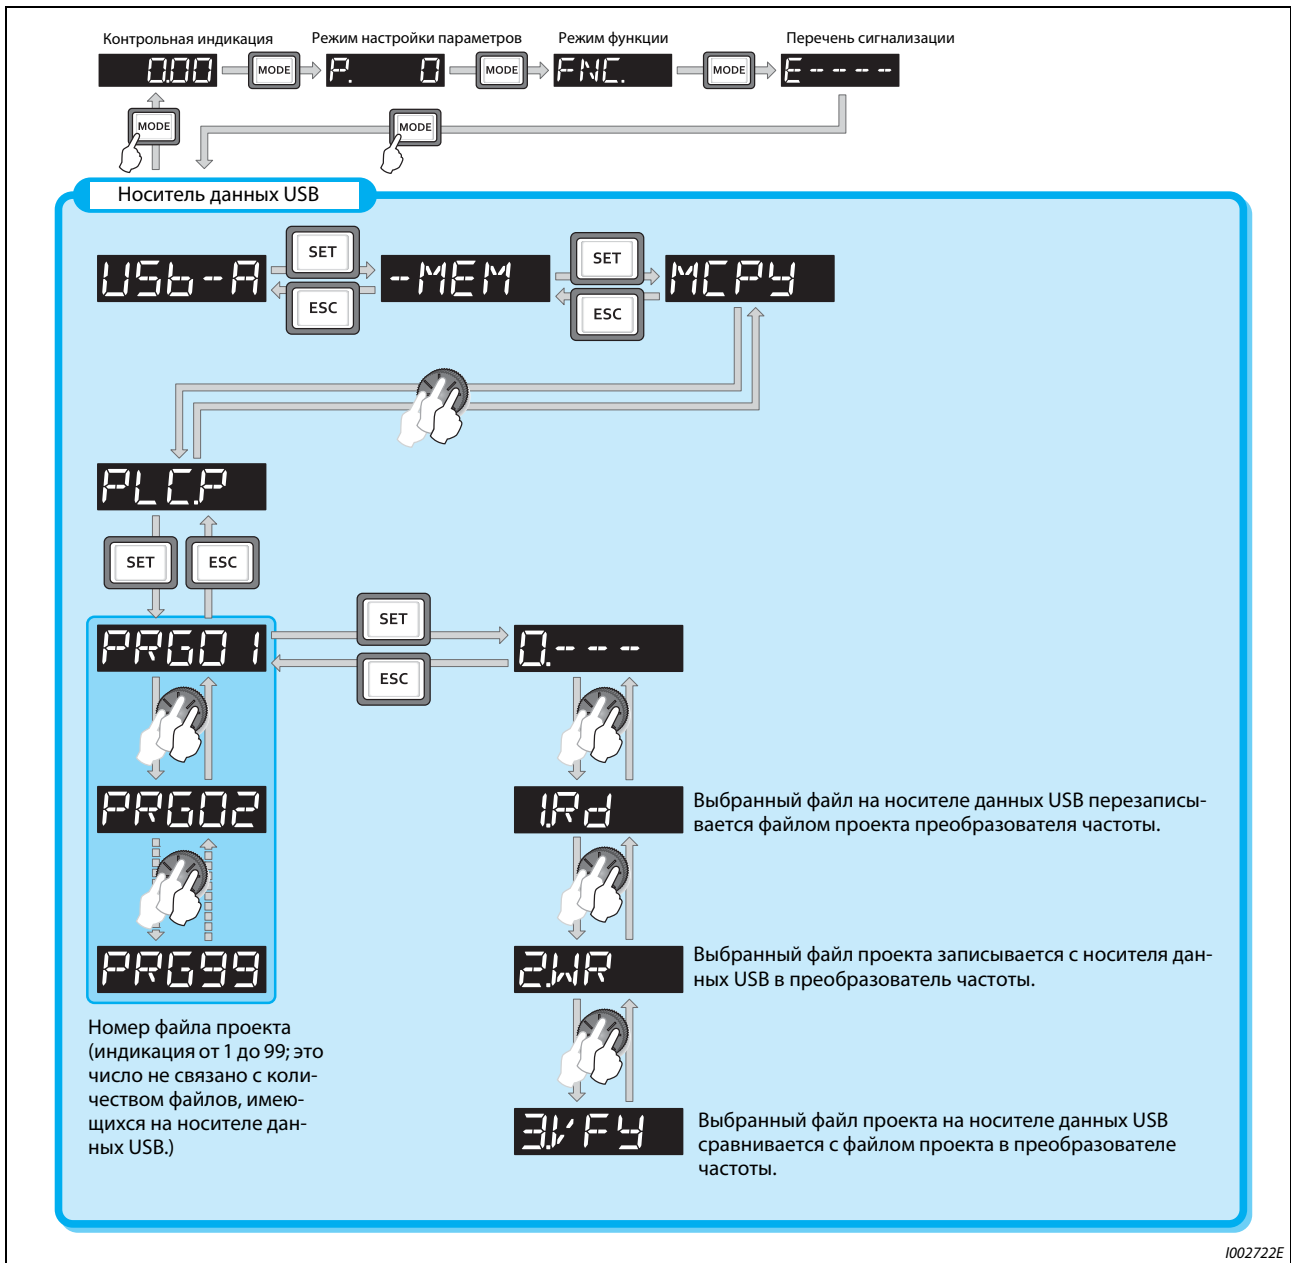 Контрольная индикация
Режим настройки параметров
Режим функции
Перечень сигнализации
0.00
MODE
P. 0
MODE
FNC.
MODE
E----
MODE
MODE
Носитель данных USB
USb-A
SET
ESC
-MEM
SET
ESC
MCPY
PLC.P
SET
ESC
PRG01
SET
ESC
0.---
PRG02
1.Rd
Выбранный файл на носителе данных USB перезаписы-
вается файлом проекта преобразователя частоты.
PRG99
2.WR
Выбранный файл проекта записывается с носителя дан-
ных USB в преобразователь частоты.
Номер файла проекта
(индикация от 1 до 99; это
число не связано с коли-
чеством файлов, имею-
щихся на носителе дан-
ных USB.)
3.VFY
Выбранный файл проекта на носителе данных USB
сравнивается с файлом проекта в преобразователе
частоты.
I002722E